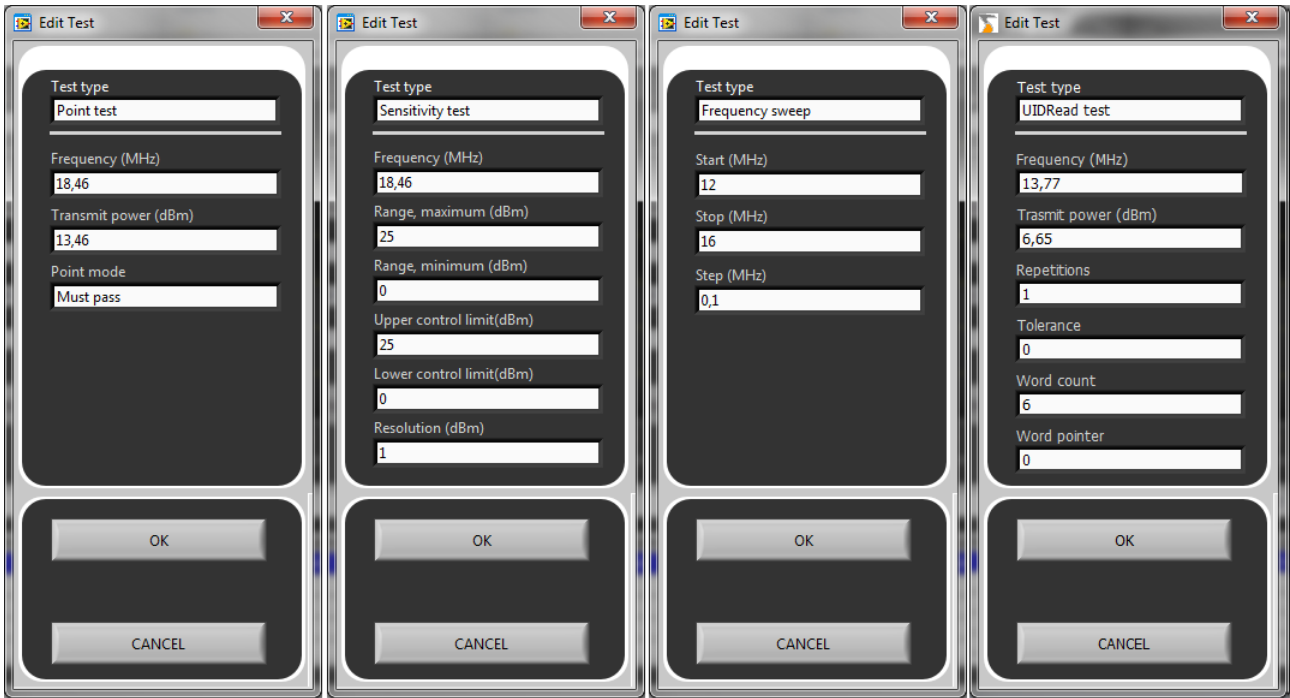 Edit Test
Test type
Point test
Frequency (MHz)
18,46
Transmit power (dBm)
13,46
Point mode
Must pass
OK
CANCEL
Edit Test
Test type
Sensitivity test
Frequency (MHz)
18,46
Range, maximum (dBm)
25
Range, minimum (dBm)
0
Upper control limit(dBm)
25
Lower control limit(dBm)
0
Resolution (dBm)
1
OK
CANCEL
Edit Test
Test type
Frequency sweep
Start (MHz)
12
Stop (MHz)
16
Step (MHz)
0,1
OK
CANCEL
Edit Test
Test type
UIDRead test
Frequency (MHz)
13,77
Trasmit power (dBm)
6,65
Repetitions
1
Tolerance
0
Word count
6
Word pointer
0
OK
CANCEL